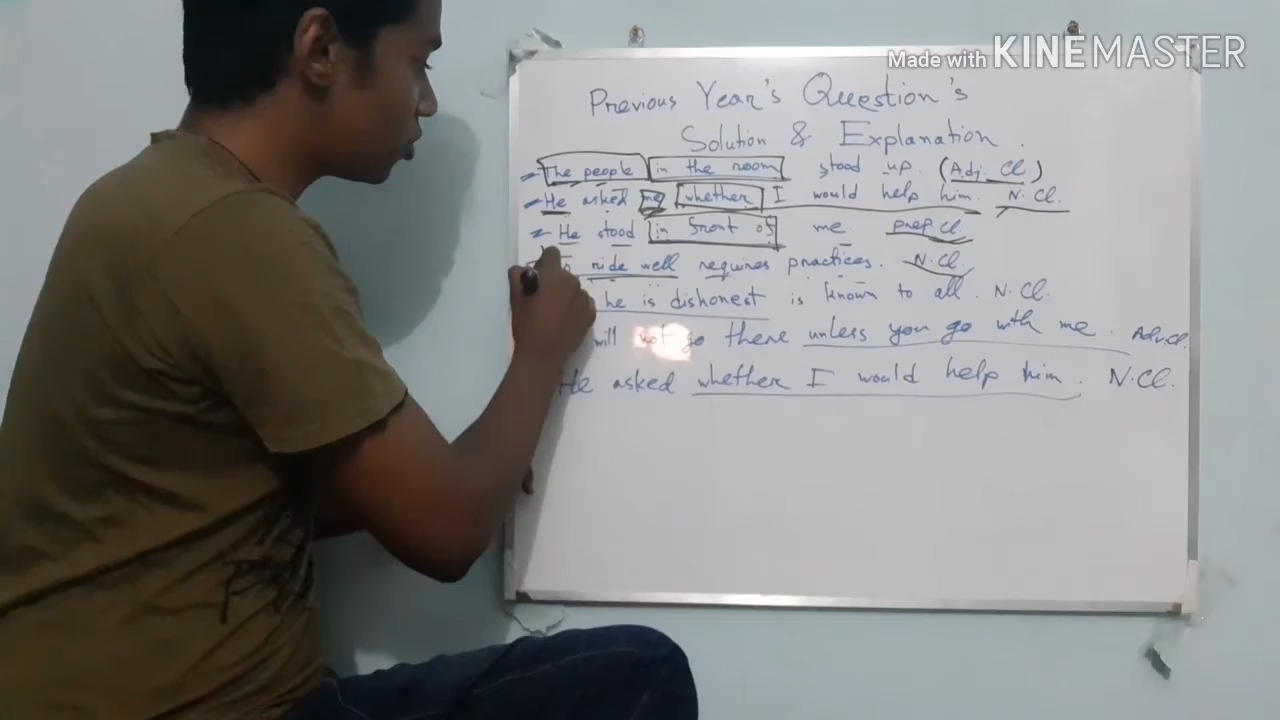 Made with KINEMASTER
Previous Year's Question's
Solution & Explanation.
The people in the room stood up. (Adj. Cl)
He asked me whether I would help him. N. Cl.
He stood in front of me. prep Cl.
ride well requires practices. N. Cl.
he is dishonest is known to all. N. Cl.
will not go there unless you go with me. Adv. Cl.
He asked whether I would help him. N. Cl.